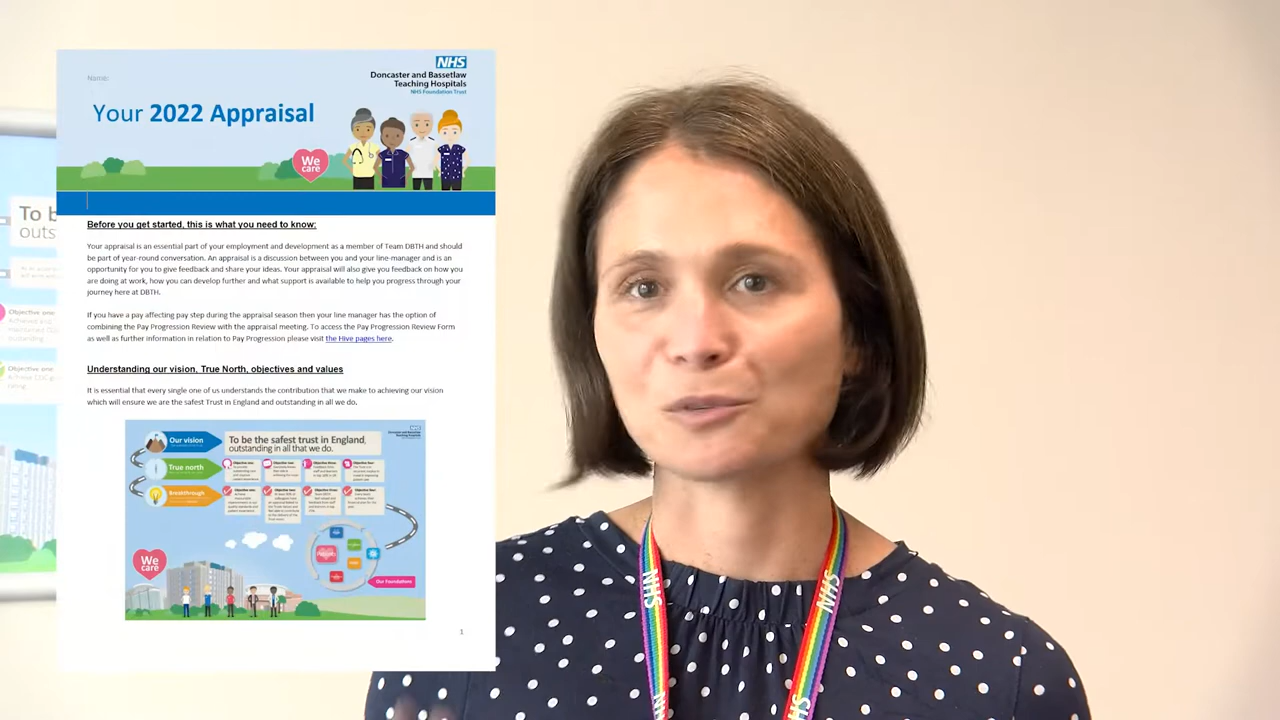 NHS
Doncaster and Bassetlaw
Teaching Hospitals
NHS Foundation Trust
Name:
Your 2022 Appraisal
We
care
Before you get started, this is what you need to know:
Your appraisal is an essential part of your employment and development as a member of Team DBTH and should
be part of year-round conversation. An appraisal is a discussion between you and your line-manager and is an
opportunity for you to give feedback and share your ideas. Your appraisal will also give you feedback on how you
are doing at work, how you can develop further and what support is available to help you progress through your
journey here at DBTH.
If you have a pay affecting pay step during the appraisal season then your line manager has the option of
combining the Pay Progression Review with the appraisal meeting. To access the Pay Progression Review Form
as well as further information in relation to Pay Progression please visit the Hive pages here.
Understanding our vision, True North, objectives and values
It is essential that every single one of us understands the contribution that we make to achieving our vision
which will ensure we are the safest Trust in England and outstanding in all we do.
Our vision
To be the safest trust in England,
outstanding in all that we do.
True north
Breakthrough
We
care
Our Foundations
1
To b
outs
Objective one
Objective one
NHS
NHS